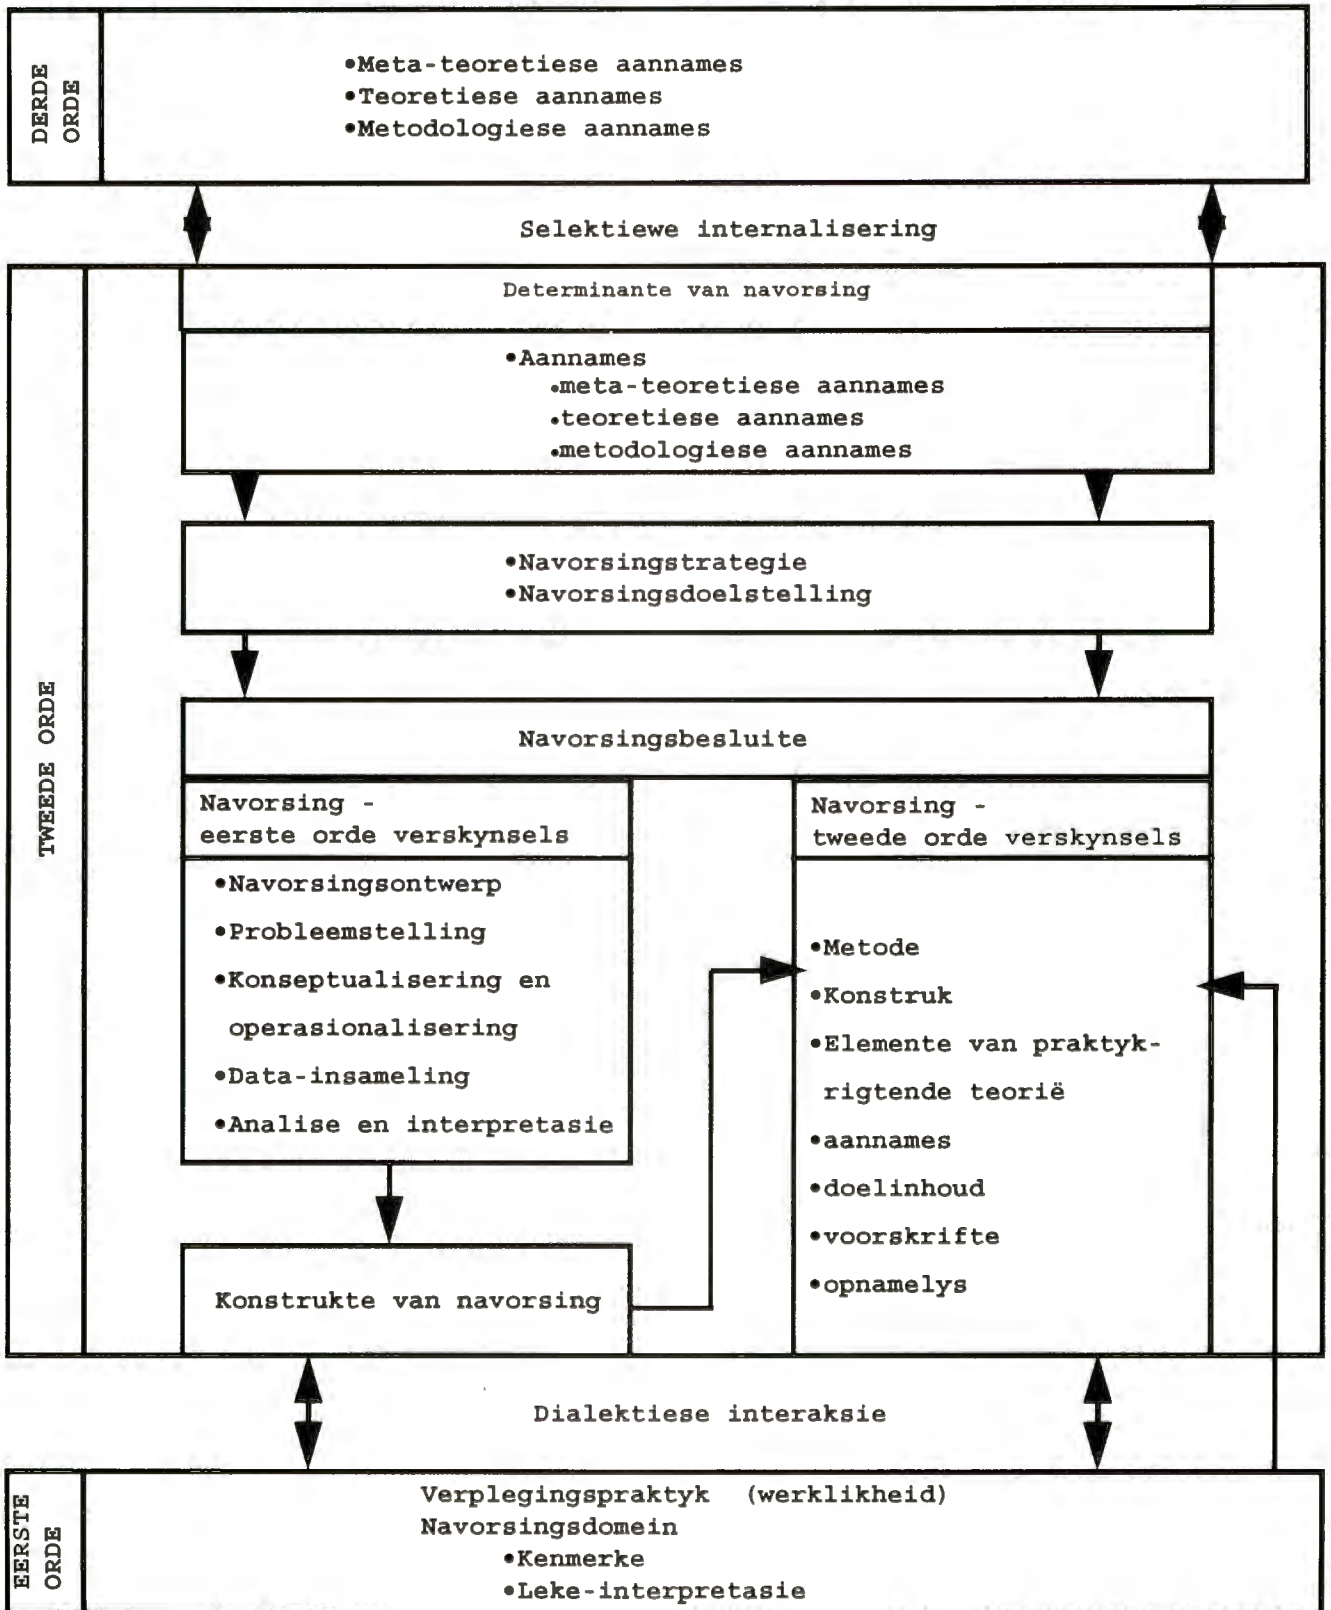 DERDE
ORDE
•Meta-teoretiese aannames
•Teoretiese aannames
•Metodologiese aannames
Selektiewe internalisering
TWEEDE ORDE
Determinante van navorsing
•Aannames
•meta-teoretiese aannames
•teoretiese aannames
•metodologiese aannames
•Navorsingstrategie
•Navorsingsdoelstelling
Navorsingsbesluite
Navorsing -
eerste orde verskynsels
•Navorsingsontwerp
•Probleemstelling
•Konseptualisering en
operasionalisering
•Data-insameling
•Analise en interpretasie
Konstrukte van navorsing
Navorsing -
tweede orde verskynsels
•Metode
•Konstruk
•Elemente van praktyk-
rigtende teorië
•aannames
•doelinhoud
•voorskrifte
•opnamelys
Dialektiese interaksie
EERSTE
ORDE
Verplegingspraktyk (werklikheid)
Navorsingsdomein
•Kenmerke
•Leke-interpretasie